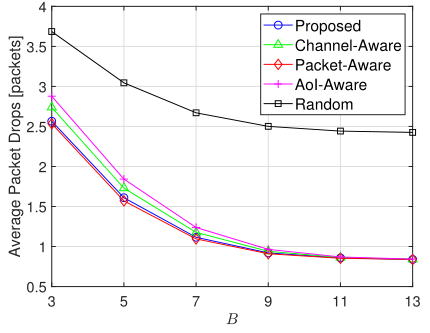 4
3.5
3
2.5
2
1.5
1
0.5
Average Packet Drops [packets]
Proposed
Channel-Aware
Packet-Aware
AoI-Aware
Random
3 5 7 9 11 13
B